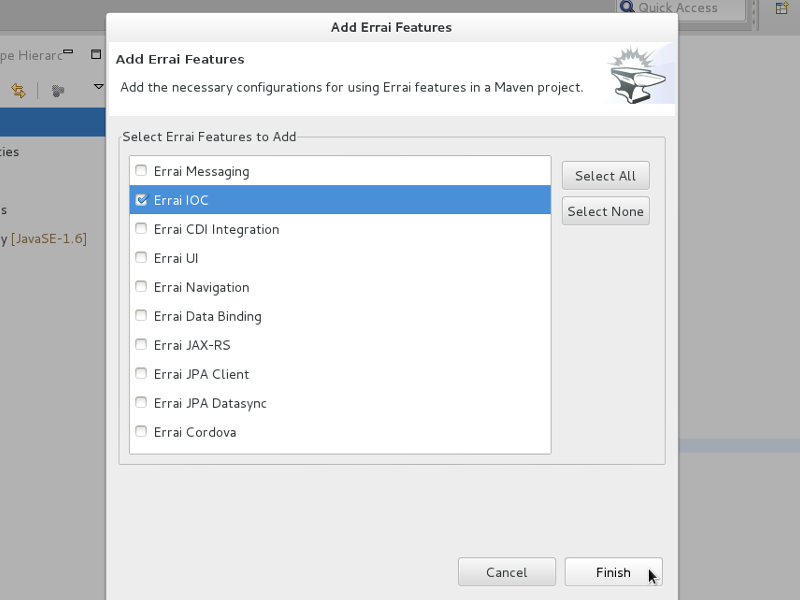 Add Errai Features
Quick Access
pe Hierarc
Add Errai Features
Add the necessary configurations for using Errai features in a Maven project.
ies
s
y [JavaSE-1.6]
Select Errai Features to Add
Errai Messaging
Errai IOC
Errai CDI Integration
Errai UI
Errai Navigation
Errai Data Binding
Errai JAX-RS
Errai JPA Client
Errai JPA Datasync
Errai Cordova
Select All
Select None
Cancel
Finish